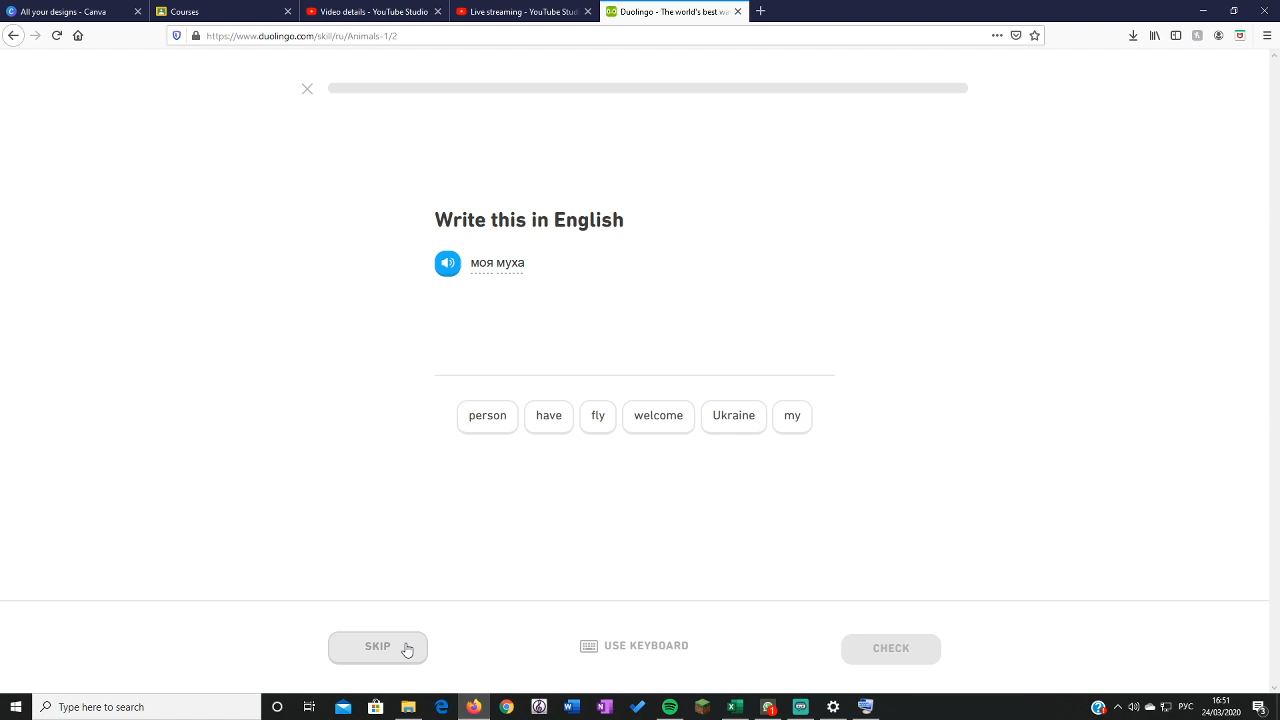 All your designs - Canva
Courses
Video details - YouTube Studio
Live streaming - YouTube Stud
Duolingo - The world's best wa
https://www.duolingo.com/skill/ru/Animals-1/2
Write this in English
моя муха
person have fly welcome Ukraine my
SKIP
USE KEYBOARD
CHECK
Type here to search
РУС
16:51
24/03/2020